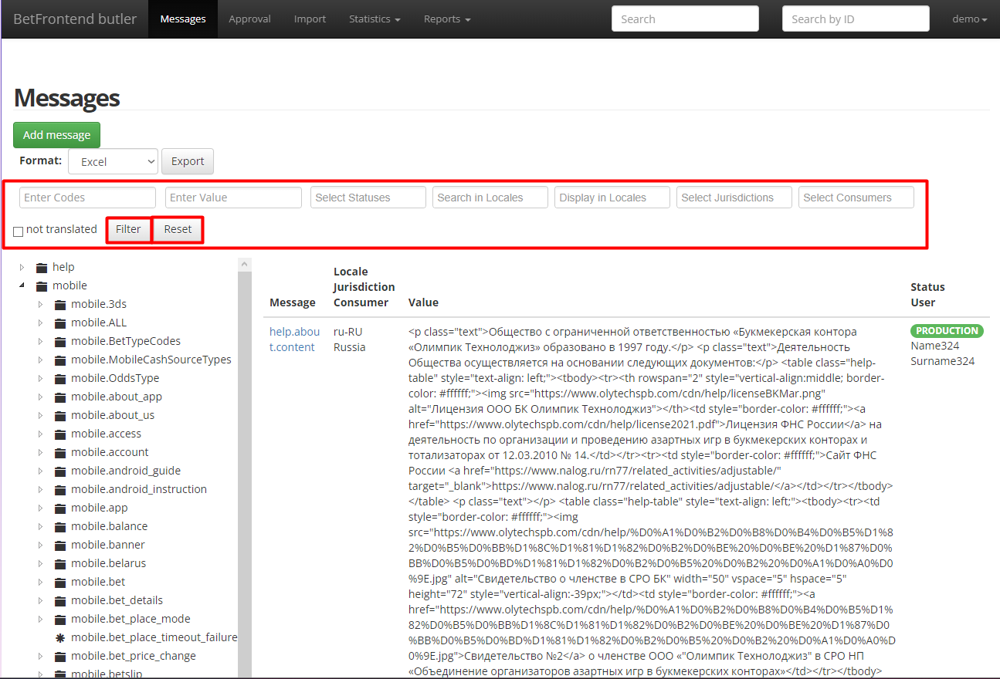 BetFrontend butler Messages Approval Import Statistics Reports Search Search by ID demo
Messages
Add message
Format: Excel Export
Enter Codes Enter Value Select Statuses Search in Locales Display in Locales Select Jurisdictions Select Consumers
not translated Filter Reset
help
mobile
mobile.3ds
mobile.ALL
mobile.BetTypeCodes
mobile.MobileCashSourceTypes
mobile.OddsType
mobile.about_app
mobile.about_us
mobile.access
mobile.account
mobile.android_guide
mobile.android_instruction
mobile.app
mobile.balance
mobile.banner
mobile.belarus
mobile.bet
mobile.bet_details
mobile.bet_place_mode
mobile.bet_place_timeout_failure
mobile.bet_price_change
mobile.betslip
Message
Locale
Jurisdiction
Consumer
Value
Status
User
help.abou
t.content
ru-RU
Russia
<p class="text">Общество с ограниченной ответственностью «Букмекерская контора
«Олимпик Технолоджиз» образовано в 1997 году.</p> <p class="text">Деятельность
Общества осуществляется на основании следующих документов:</p> <table class="help-
table" style="text-align: left;"><tbody><tr><th rowspan="2" style="vertical-align:middle; border-
color: #ffffff;"><img src="https://www.olytechspb.com/cdn/help/licenseBKMar.png"
alt="Лицензия ООО БК Олимпик Технолоджиз"></th><td style="border-color: #ffffff;"><a
href="https://www.olytechspb.com/cdn/help/license2021.pdf">Лицензия ФНС России</a> на
деятельность по организации и проведению азартных игр в букмекерских конторах и
тотализаторах от 12.03.2010 № 14.</td></tr><tr><td style="border-color: #ffffff;">Сайт ФНС
России <a href="https://www.nalog.ru/rn77/related_activities/adjustable/"
target="_blank">https://www.nalog.ru/rn77/related_activities/adjustable/</a></td></tr></tbody>
</table> <p class="text"></p> <table class="help-table" style="text-align: left;"><tbody><tr><td
style="border-color: #ffffff;"><img
src="https://www.olytechspb.com/cdn/help/%D0%A1%D0%B2%D0%B8%D0%B4%D0%B5%D1%8
2%D0%B5%D0%BB%D1%8C%D1%81%D1%82%D0%B2%D0%BE%20%D0%BE%20%D1%87%D0%
BB%D0%B5%D0%BD%D1%81%D1%82%D0%B2%D0%B5%20%D0%B2%20%D0%A1%D0%A0%D0
%9E.jpg" alt="Свидетельство о членстве в СРО БК" width="50" vspace="5" hspace="5"
height="72" style="vertical-align:-39px;"></td><td style="border-color: #ffffff;"><a
href="https://www.olytechspb.com/cdn/help/%D0%A1%D0%B2%D0%B8%D0%B4%D0%B5%D1%
82%D0%B5%D0%BB%D1%8C%D1%81%D1%82%D0%B2%D0%BE%20%D0%BE%20%D1%87%D0
%BB%D0%B5%D0%BD%D1%81%D1%82%D0%B2%D0%B5%20%D0%B2%20%D0%A1%D0%A0%D
0%9E.jpg">Свидетельство №2</a> о членстве ООО «"Олимпик Технолоджиз" в СРО НП
«Объединение организаторов азартных игр в букмекерских конторах»</td></tr></tbody>
PRODUCTION
Name324
Surname324